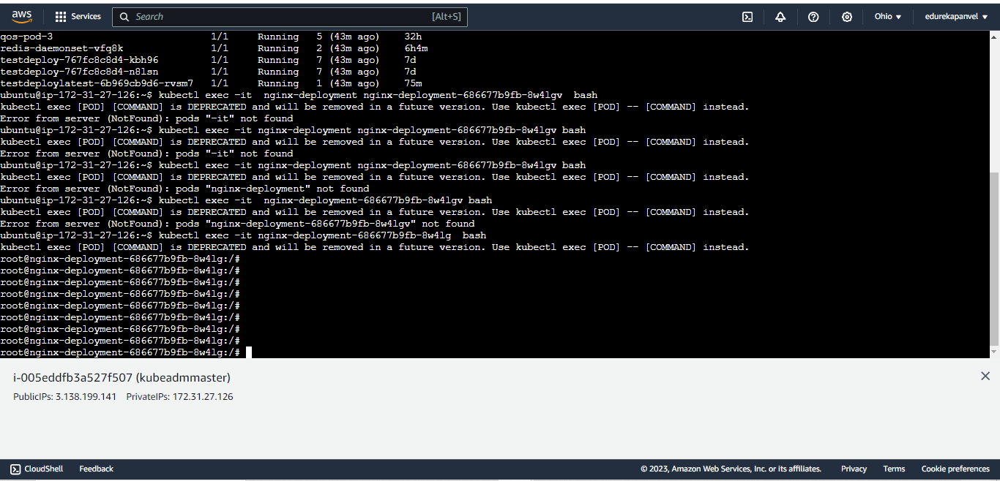 aws Services Search [Alt+S] Ohio ▼ edurekapanvel ▼
qos-pod-3 1/1 Running 5 (43m ago) 32h
redis-daemonset-vfq8k 1/1 Running 2 (43m ago) 6h4m
testdeploy-767fc8c8d4-kbh96 1/1 Running 7 (43m ago) 7d
testdeploy-767fc8c8d4-n8lsn 1/1 Running 7 (43m ago) 7d
testdeploylatest-6b969cb9d6-rvsm7 1/1 Running 1 (43m ago) 75m
ubuntu@ip-172-31-27-126:~$ kubectl exec -it  nginx-deployment nginx-deployment-686677b9fb-8w4lgv  bash
kubectl exec [POD] [COMMAND] is DEPRECATED and will be removed in a future version. Use kubectl exec [POD] -- [COMMAND] instead.
Error from server (NotFound): pods "-it" not found
ubuntu@ip-172-31-27-126:~$ kubectl exec -it nginx-deployment nginx-deployment-686677b9fb-8w4lgv bash
kubectl exec [POD] [COMMAND] is DEPRECATED and will be removed in a future version. Use kubectl exec [POD] -- [COMMAND] instead.
Error from server (NotFound): pods "-it" not found
ubuntu@ip-172-31-27-126:~$ kubectl exec -it nginx-deployment nginx-deployment-686677b9fb-8w4lgv bash
kubectl exec [POD] [COMMAND] is DEPRECATED and will be removed in a future version. Use kubectl exec [POD] -- [COMMAND] instead.
Error from server (NotFound): pods "nginx-deployment" not found
ubuntu@ip-172-31-27-126:~$ kubectl exec -it  nginx-deployment-686677b9fb-8w4lgv bash
kubectl exec [POD] [COMMAND] is DEPRECATED and will be removed in a future version. Use kubectl exec [POD] -- [COMMAND] instead.
Error from server (NotFound): pods "nginx-deployment-686677b9fb-8w4lgv" not found
ubuntu@ip-172-31-27-126:~$ kubectl exec -it nginx-deployment-686677b9fb-8w4lg  bash
kubectl exec [POD] [COMMAND] is DEPRECATED and will be removed in a future version. Use kubectl exec [POD] -- [COMMAND] instead.
root@nginx-deployment-686677b9fb-8w4lg:/#
root@nginx-deployment-686677b9fb-8w4lg:/#
root@nginx-deployment-686677b9fb-8w4lg:/#
root@nginx-deployment-686677b9fb-8w4lg:/#
root@nginx-deployment-686677b9fb-8w4lg:/#
root@nginx-deployment-686677b9fb-8w4lg:/#
root@nginx-deployment-686677b9fb-8w4lg:/#
root@nginx-deployment-686677b9fb-8w4lg:/#
root@nginx-deployment-686677b9fb-8w4lg:/#
i-005eddfb3a527f507 (kubeadmmaster)
PublicIPs: 3.138.199.141 PrivateIPs: 172.31.27.126
CloudShell Feedback © 2023, Amazon Web Services, Inc. or its affiliates. Privacy Terms Cookie preferences